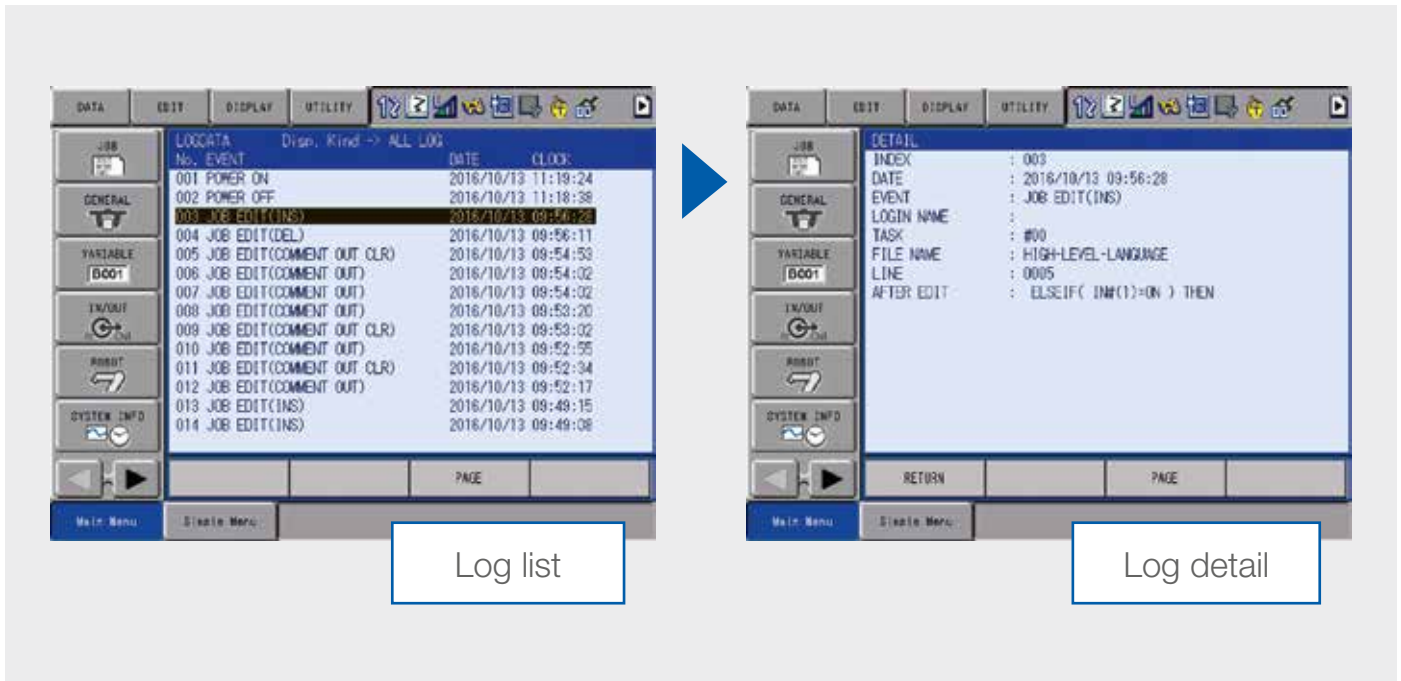 DATA EDIT DISPLAY UTILITY
JOB
GENERAL
VARIABLE
B001
IN/OUT
In Out
ROBOT
SYSTEM INFO
LOGDATA Disp. Kind -> ALL LOG
No. EVENT DATE CLOCK
001 POWER ON 2016/10/13 11:19:24
002 POWER OFF 2016/10/13 11:18:38
003 JOB EDIT(INS) 2016/10/13 09:56:28
004 JOB EDIT(DEL) 2016/10/13 09:56:11
005 JOB EDIT(COMMENT OUT CLR) 2016/10/13 09:54:53
006 JOB EDIT(COMMENT OUT) 2016/10/13 09:54:02
007 JOB EDIT(COMMENT OUT) 2016/10/13 09:54:02
008 JOB EDIT(COMMENT OUT) 2016/10/13 09:53:20
009 JOB EDIT(COMMENT OUT CLR) 2016/10/13 09:53:02
010 JOB EDIT(COMMENT OUT) 2016/10/13 09:52:55
011 JOB EDIT(COMMENT OUT CLR) 2016/10/13 09:52:34
012 JOB EDIT(COMMENT OUT) 2016/10/13 09:52:17
013 JOB EDIT(INS) 2016/10/13 09:49:15
014 JOB EDIT(INS) 2016/10/13 09:49:08
PAGE
Main Menu Simple Menu
Log list
DATA EDIT DISPLAY UTILITY
JOB
GENERAL
VARIABLE
B001
IN/OUT
In Out
ROBOT
SYSTEM INFO
DETAIL
INDEX : 003
DATE : 2016/10/13 09:56:28
EVENT : JOB EDIT(INS)
LOGIN NAME :
TASK : #00
FILE NAME : HIGH-LEVEL-LANGUAGE
LINE : 0005
AFTER EDIT : ELSEIF( IN#(1)=ON ) THEN
RETURN PAGE
Main Menu Simple Menu
Log detail